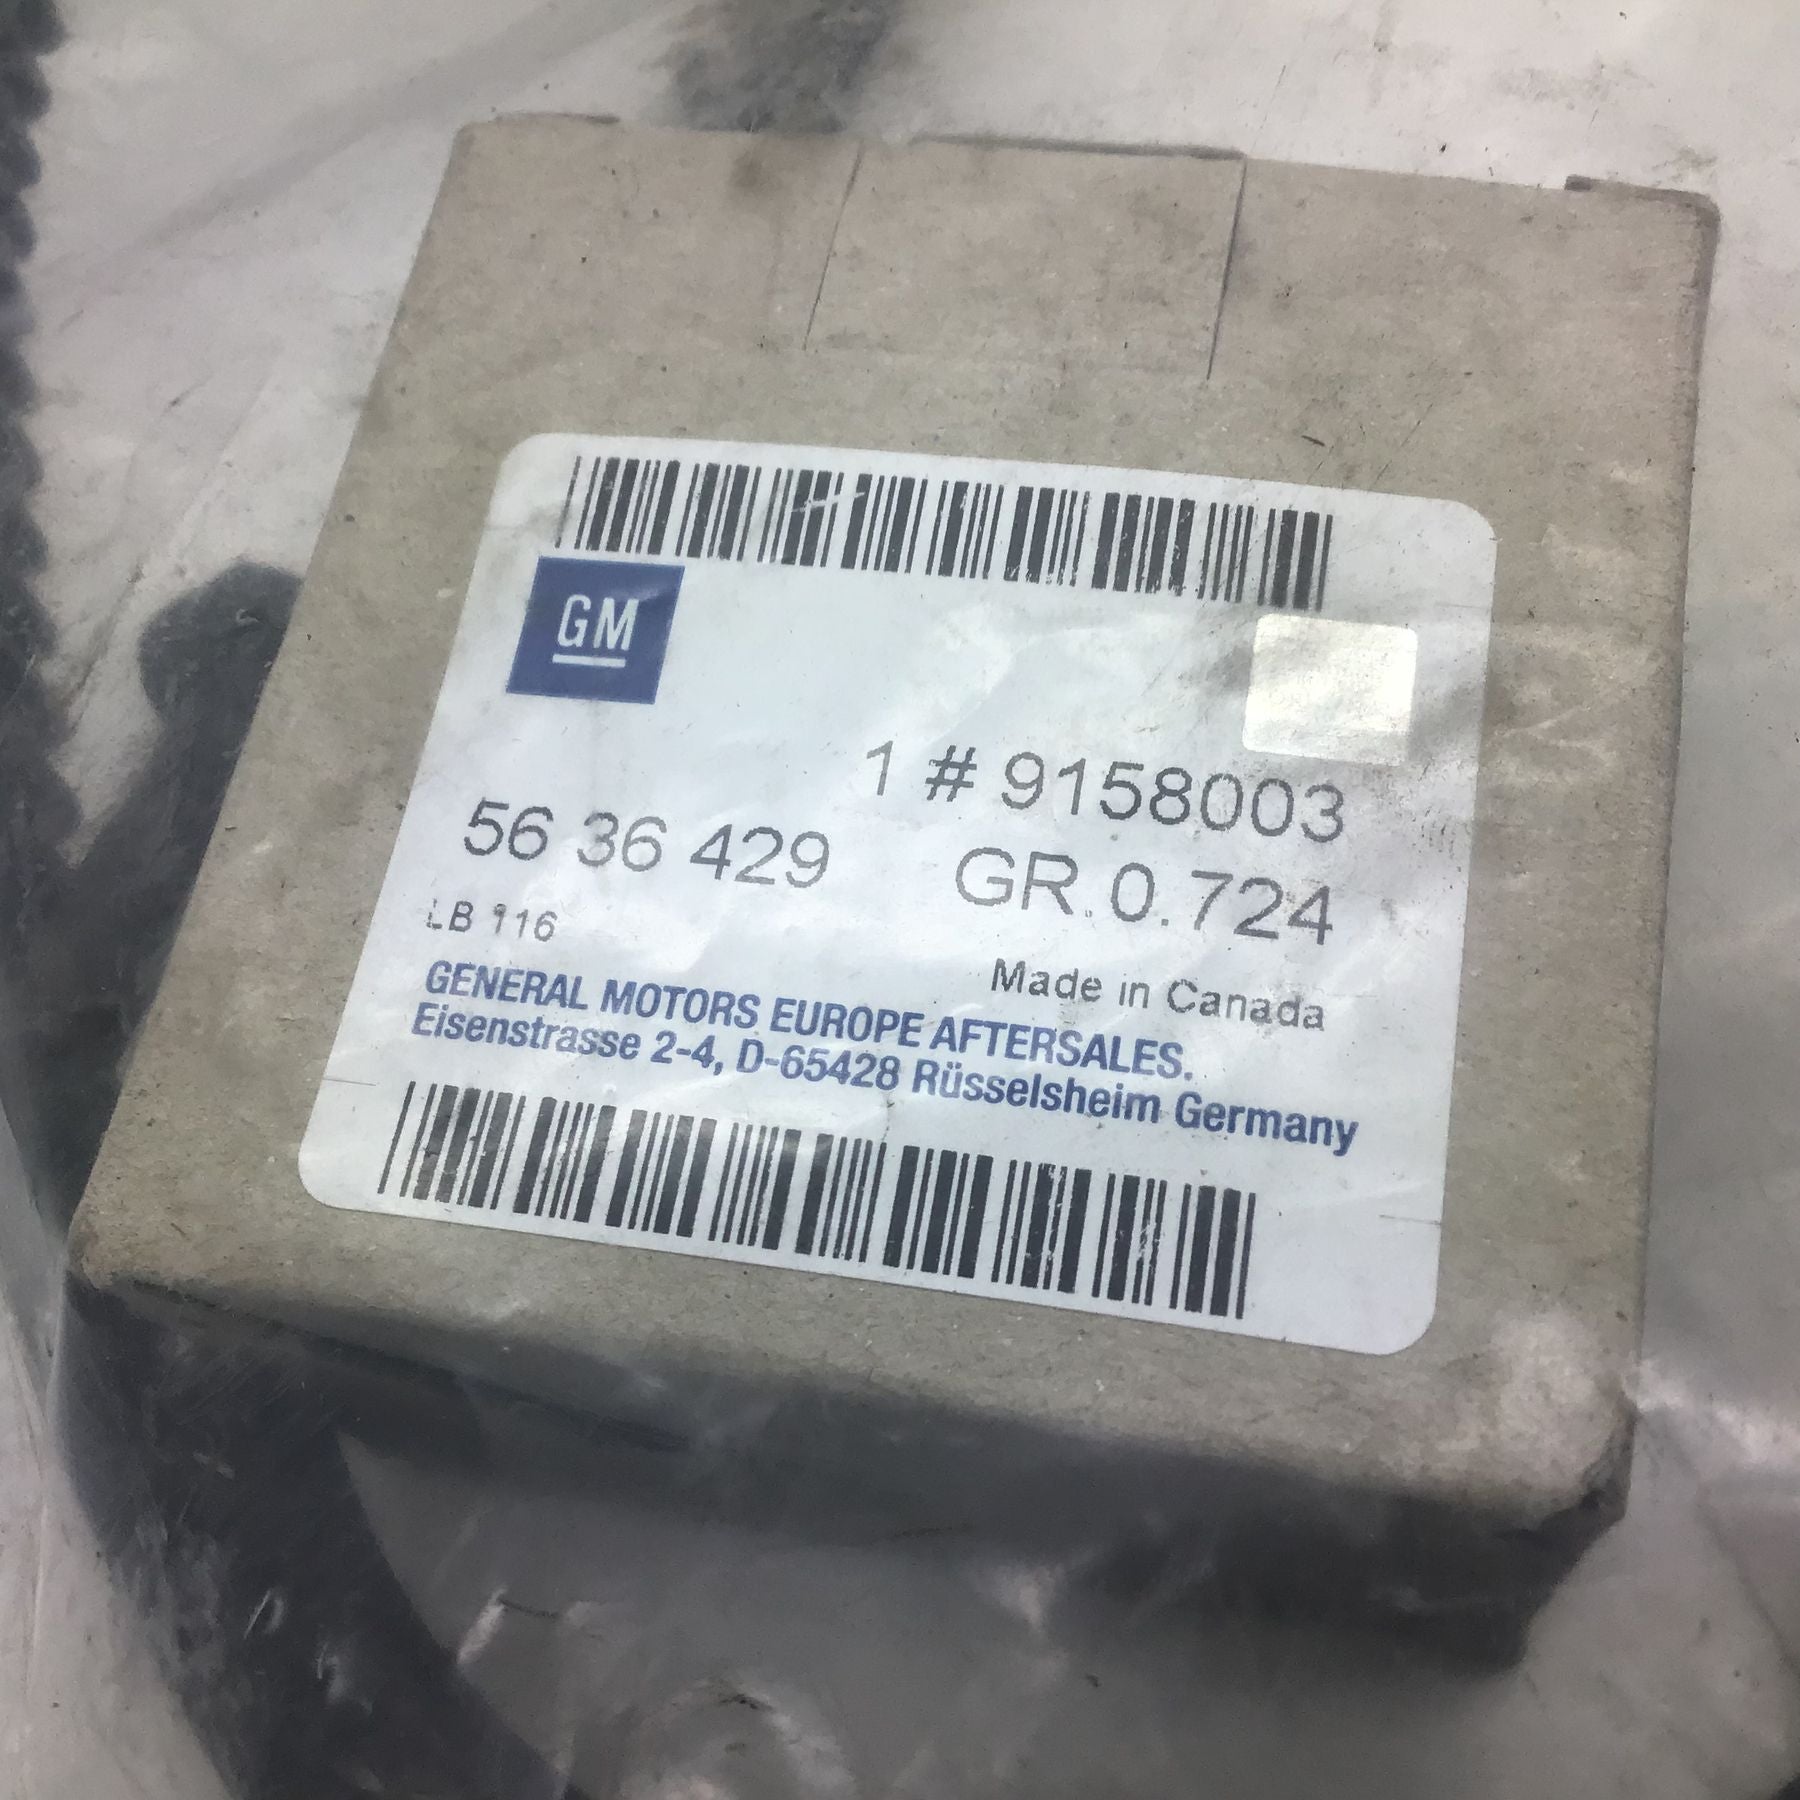 GM
1 # 9158003
56 36 429 GR. 0.724
LB 116
Made in Canada
GENERAL MOTORS EUROPE AFTERSALES.
Eisenstrasse 2-4, D-65428 Rüsselsheim Germany